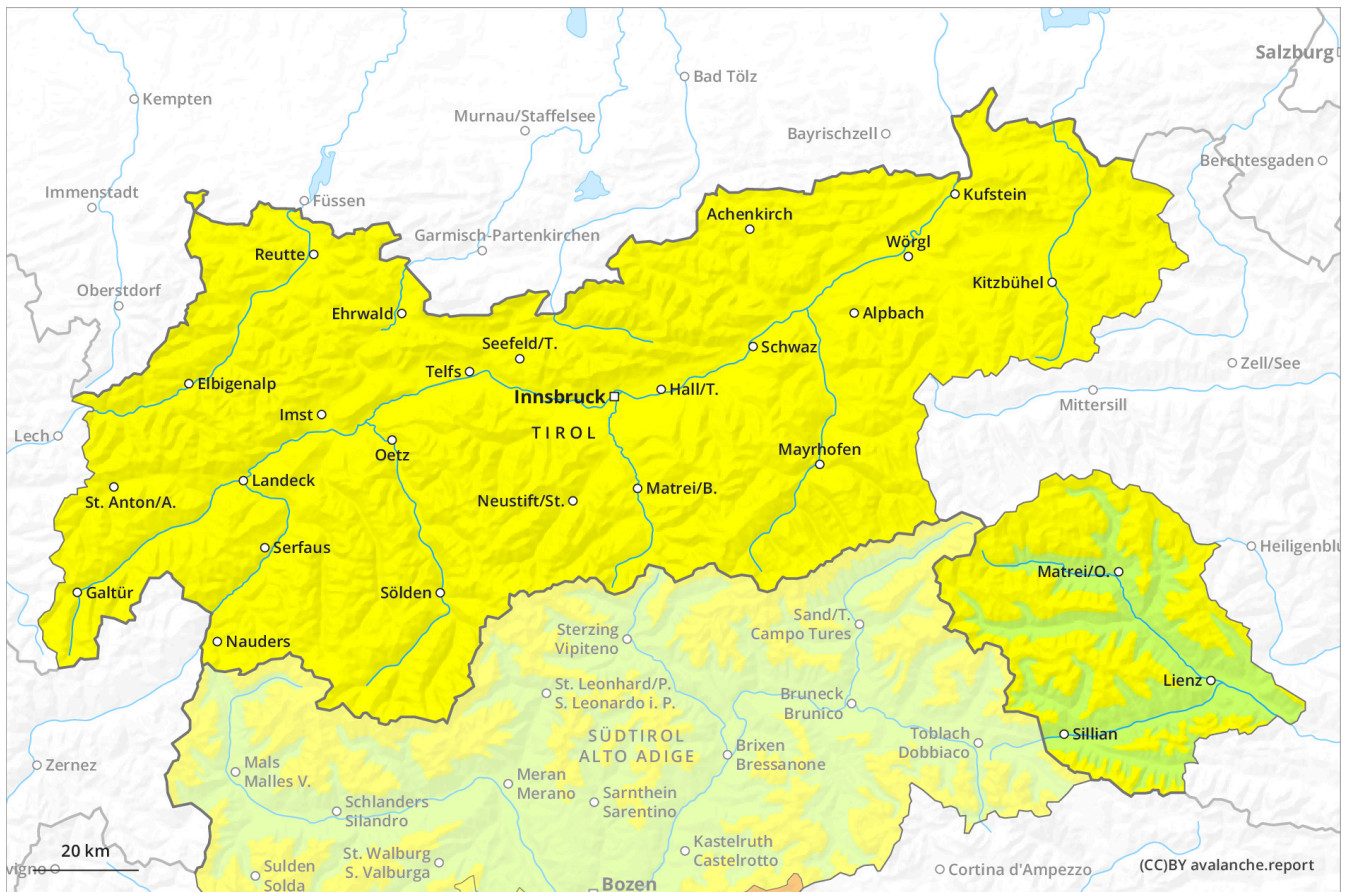 Salzburg
Bad Tölz
Kempten
Murnau/Staffelsee
Bayrischzell
Berchtesgaden
Immenstadt
Füssen
Kufstein
Achenkirch
Garmisch-Partenkirchen
Wörgl
Reutte
Kitzbühel
Oberstdorf
Ehrwald
Alpbach
Seefeld/T.
Schwaz
Zell/See
Telfs
Elbigenalp
Hall/T.
Innsbruck
Mittersill
Imst
TIROL
Lech
Oetz
Mayrhofen
Landeck
Matrei/B.
St. Anton/A.
Neustift/St.
Serfaus
Heiligenblu
Matrei/O.
Galtür
Sölden
Sand/T.
Campo Tures
Sterzing
Vipiteno
Nauders
Lienz
St. Leonhard/P.
S. Leonardo i. P.
Bruneck
Brunico
SÜDTIROL
ALTO ADIGE
Sillian
Toblach
Dobbiaco
Brixen
Bressanone
Zernez
Mals
Malles V.
Meran
Merano
Sarnthein
Sarentino
Schlanders
Silandro
Kastelruth
Castelrotto
20 km
St. Walburg
S. Valburga
vigno
Sulden
Solda
Cortina d'Ampezzo
(CC)BY avalanche.report
Bozen